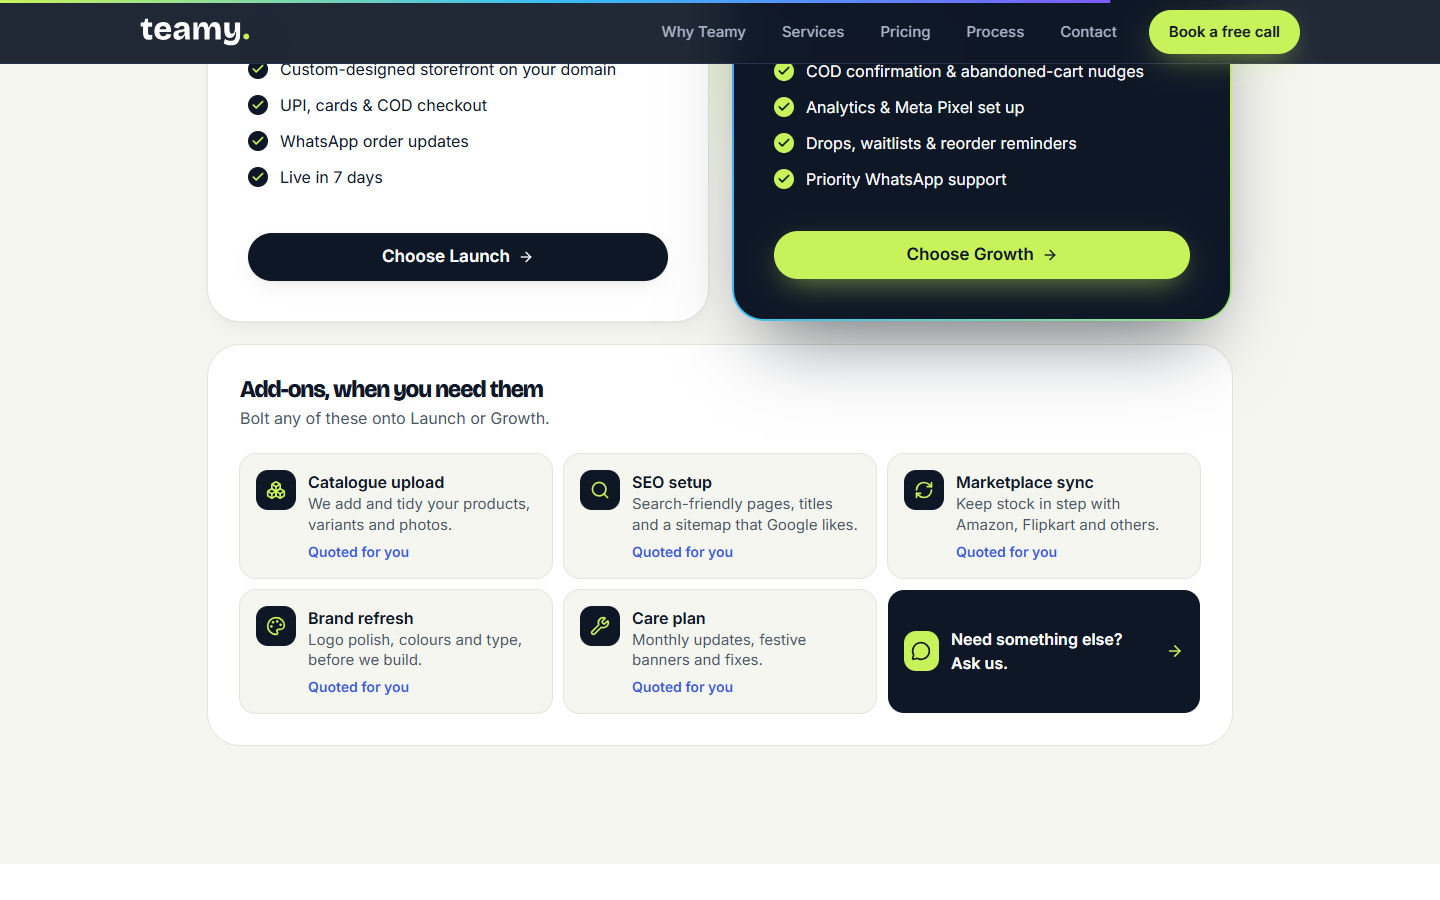 teamy.
Why Teamy
Services
Pricing
Process
Contact
Book a free call
Custom-designed storefront on your domain
UPI, cards & COD checkout
WhatsApp order updates
Live in 7 days
Choose Launch →
COD confirmation & abandoned-cart nudges
Analytics & Meta Pixel set up
Drops, waitlists & reorder reminders
Priority WhatsApp support
Choose Growth →
Add-ons, when you need them
Bolt any of these onto Launch or Growth.
Catalogue upload
We add and tidy your products,
variants and photos.
Quoted for you
SEO setup
Search-friendly pages, titles
and a sitemap that Google likes.
Quoted for you
Marketplace sync
Keep stock in step with
Amazon, Flipkart and others.
Quoted for you
Brand refresh
Logo polish, colours and type,
before we build.
Quoted for you
Care plan
Monthly updates, festive
banners and fixes.
Quoted for you
Need something else?
Ask us.
→